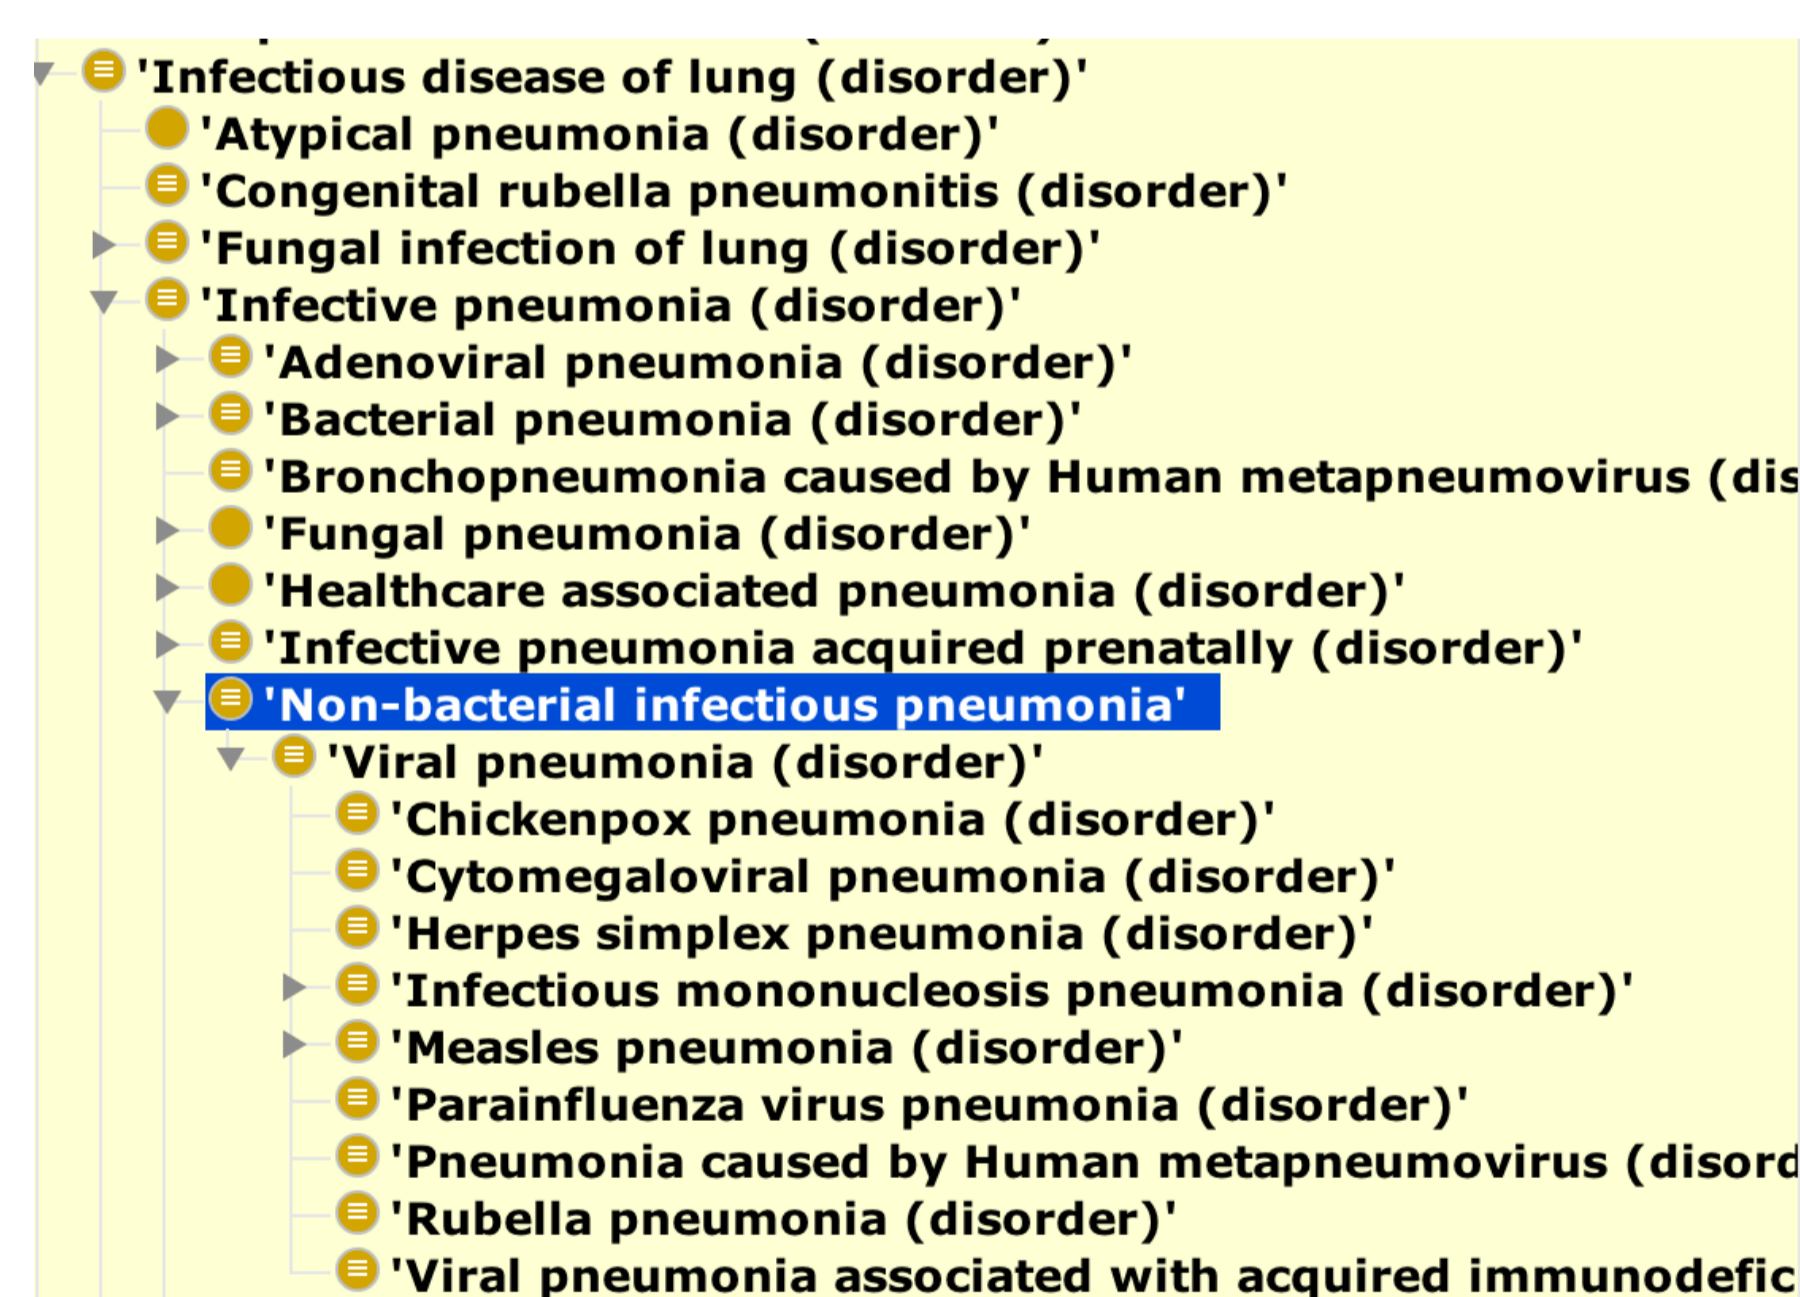 'Infectious disease of lung (disorder)'
'Atypical pneumonia (disorder)'
'Congenital rubella pneumonitis (disorder)'
'Fungal infection of lung (disorder)'
'Infective pneumonia (disorder)'
'Adenoviral pneumonia (disorder)'
'Bacterial pneumonia (disorder)'
'Bronchopneumonia caused by Human metapneumovirus (dis
'Fungal pneumonia (disorder)'
'Healthcare associated pneumonia (disorder)'
'Infective pneumonia acquired prenatally (disorder)'
'Non-bacterial infectious pneumonia'
'Viral pneumonia (disorder)'
'Chickenpox pneumonia (disorder)'
'Cytomegaloviral pneumonia (disorder)'
'Herpes simplex pneumonia (disorder)'
'Infectious mononucleosis pneumonia (disorder)'
'Measles pneumonia (disorder)'
'Parainfluenza virus pneumonia (disorder)'
'Pneumonia caused by Human metapneumovirus (disord
'Rubella pneumonia (disorder)'
'Viral pneumonia associated with acquired immunodefic